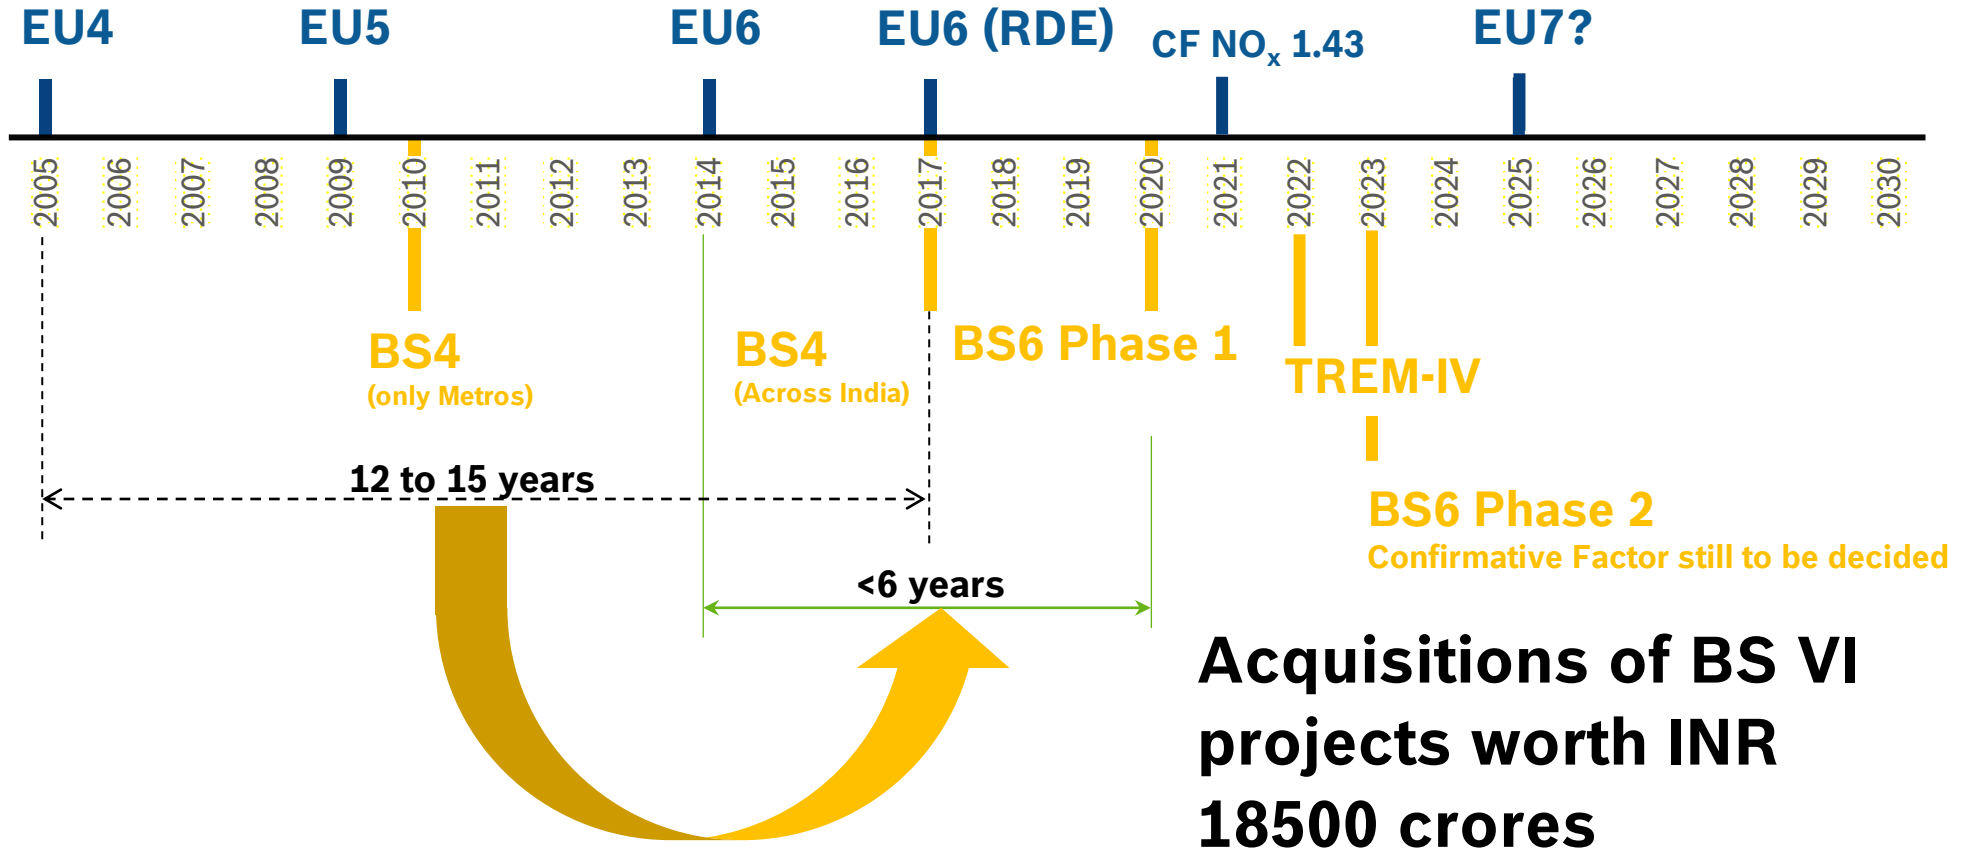 EU4
EU5
EU6
EU6 (RDE)
CF NOx 1.43
EU7?
2005
2006
2007
2008
2009
2010
2011
2012
2013
2014
2015
2016
2017
2018
2019
2020
2021
2022
2023
2024
2025
2026
2027
2028
2029
2030
BS4
(only Metros)
BS4
(Across India)
BS6 Phase 1
TREM-IV
12 to 15 years
BS6 Phase 2
Confirmative Factor still to be decided
<6 years
Acquisitions of BS VI
projects worth INR
18500 crores